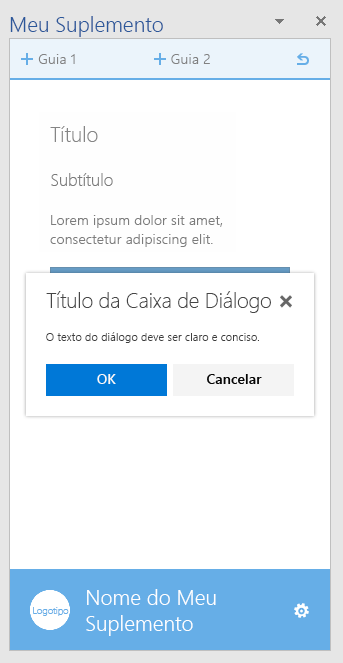 Meu Suplemento
Guia 1
Guia 2
Título
Subtítulo
Lorem ipsum dolor sit amet,
consectetur adipiscing elit.
Título da Caixa de Diálogo
O texto do diálogo deve ser claro e conciso.
OK
Cancelar
Logotipo
Nome do Meu
Suplemento